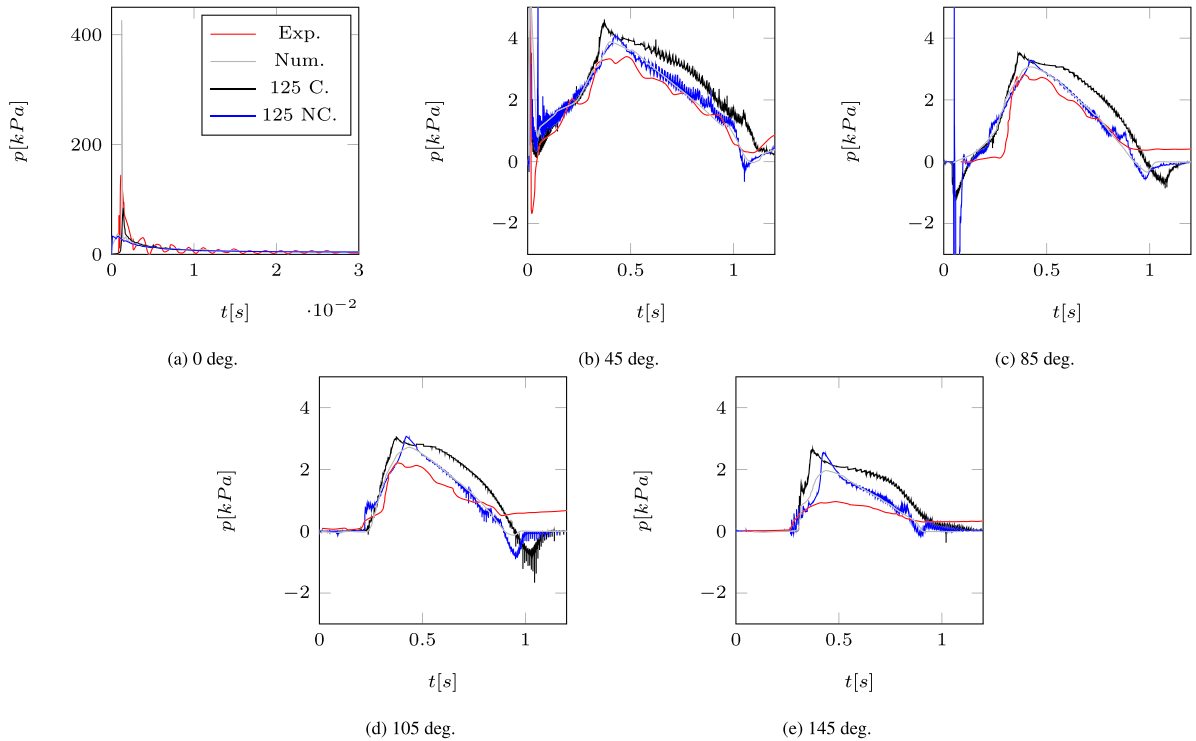 400
200
0
0
1
2
3
·10−2
p[kPa]
t[s]
Exp.
Num.
125 C.
125 NC.
(a) 0 deg.
4
2
0
−2
0
0.5
1
p[kPa]
t[s]
(b) 45 deg.
4
2
0
−2
0
0.5
1
p[kPa]
t[s]
(c) 85 deg.
4
2
0
−2
0
0.5
1
p[kPa]
t[s]
(d) 105 deg.
4
2
0
−2
0
0.5
1
p[kPa]
t[s]
(e) 145 deg.